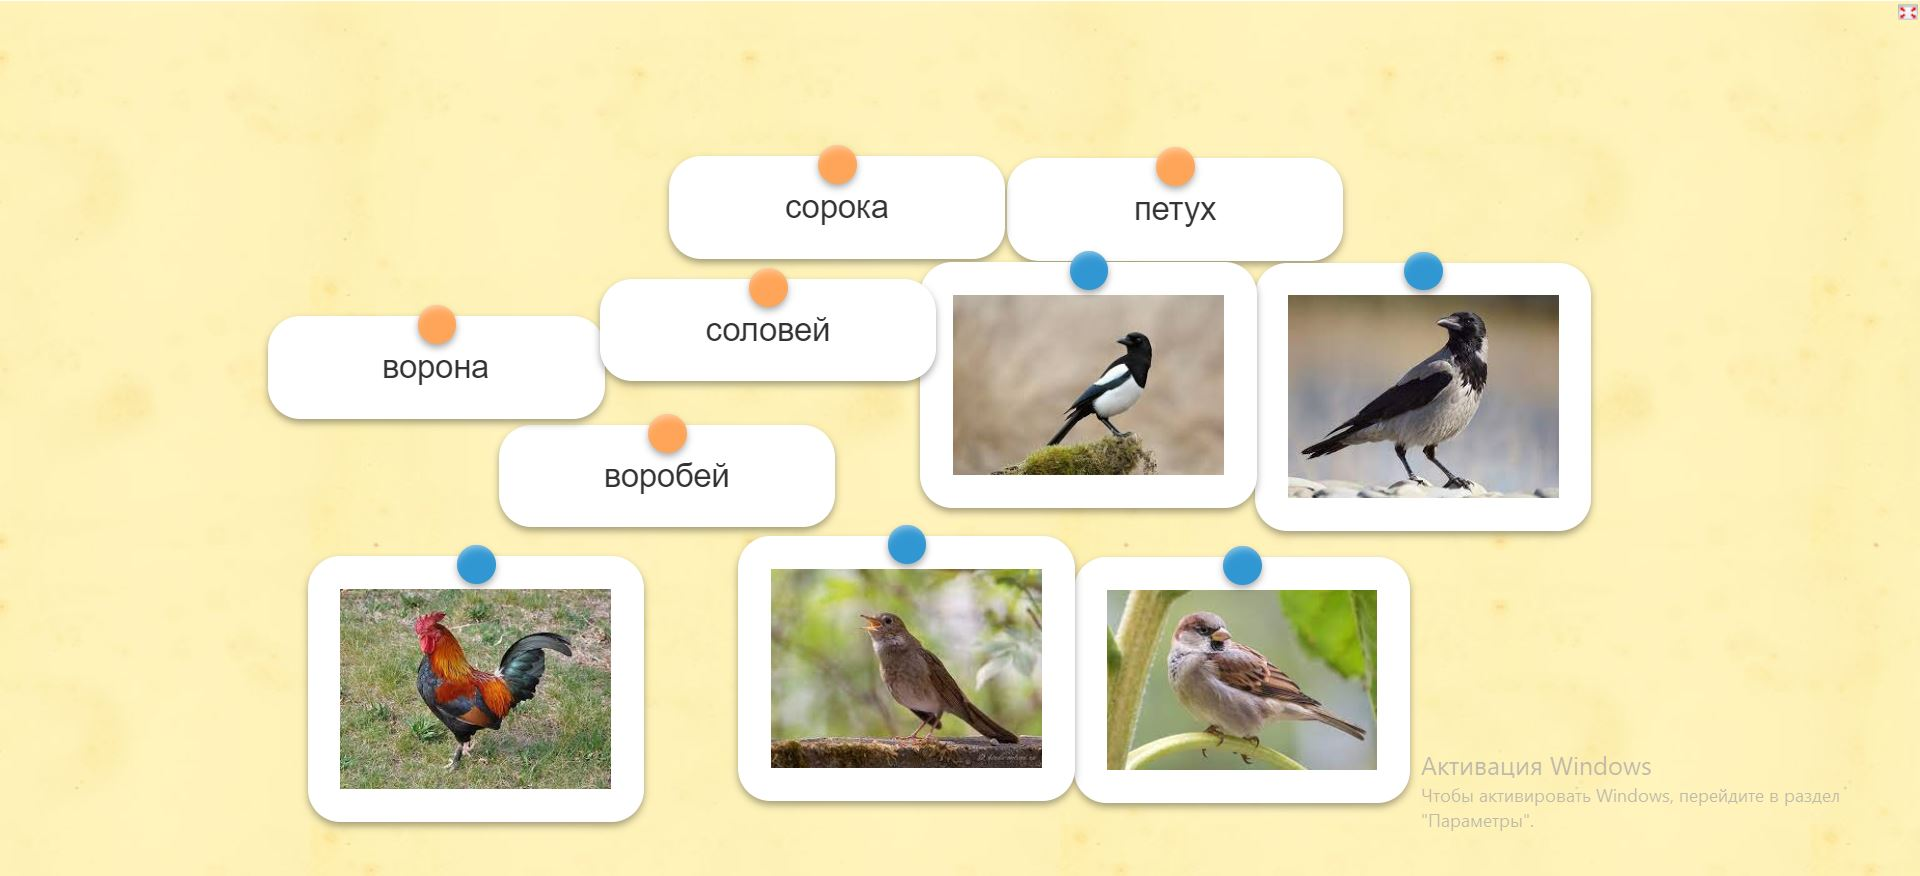 сорока
петух
соловей
ворона
воробей
Активация Windows
Чтобы активировать Windows, перейдите в раздел
"Параметры".